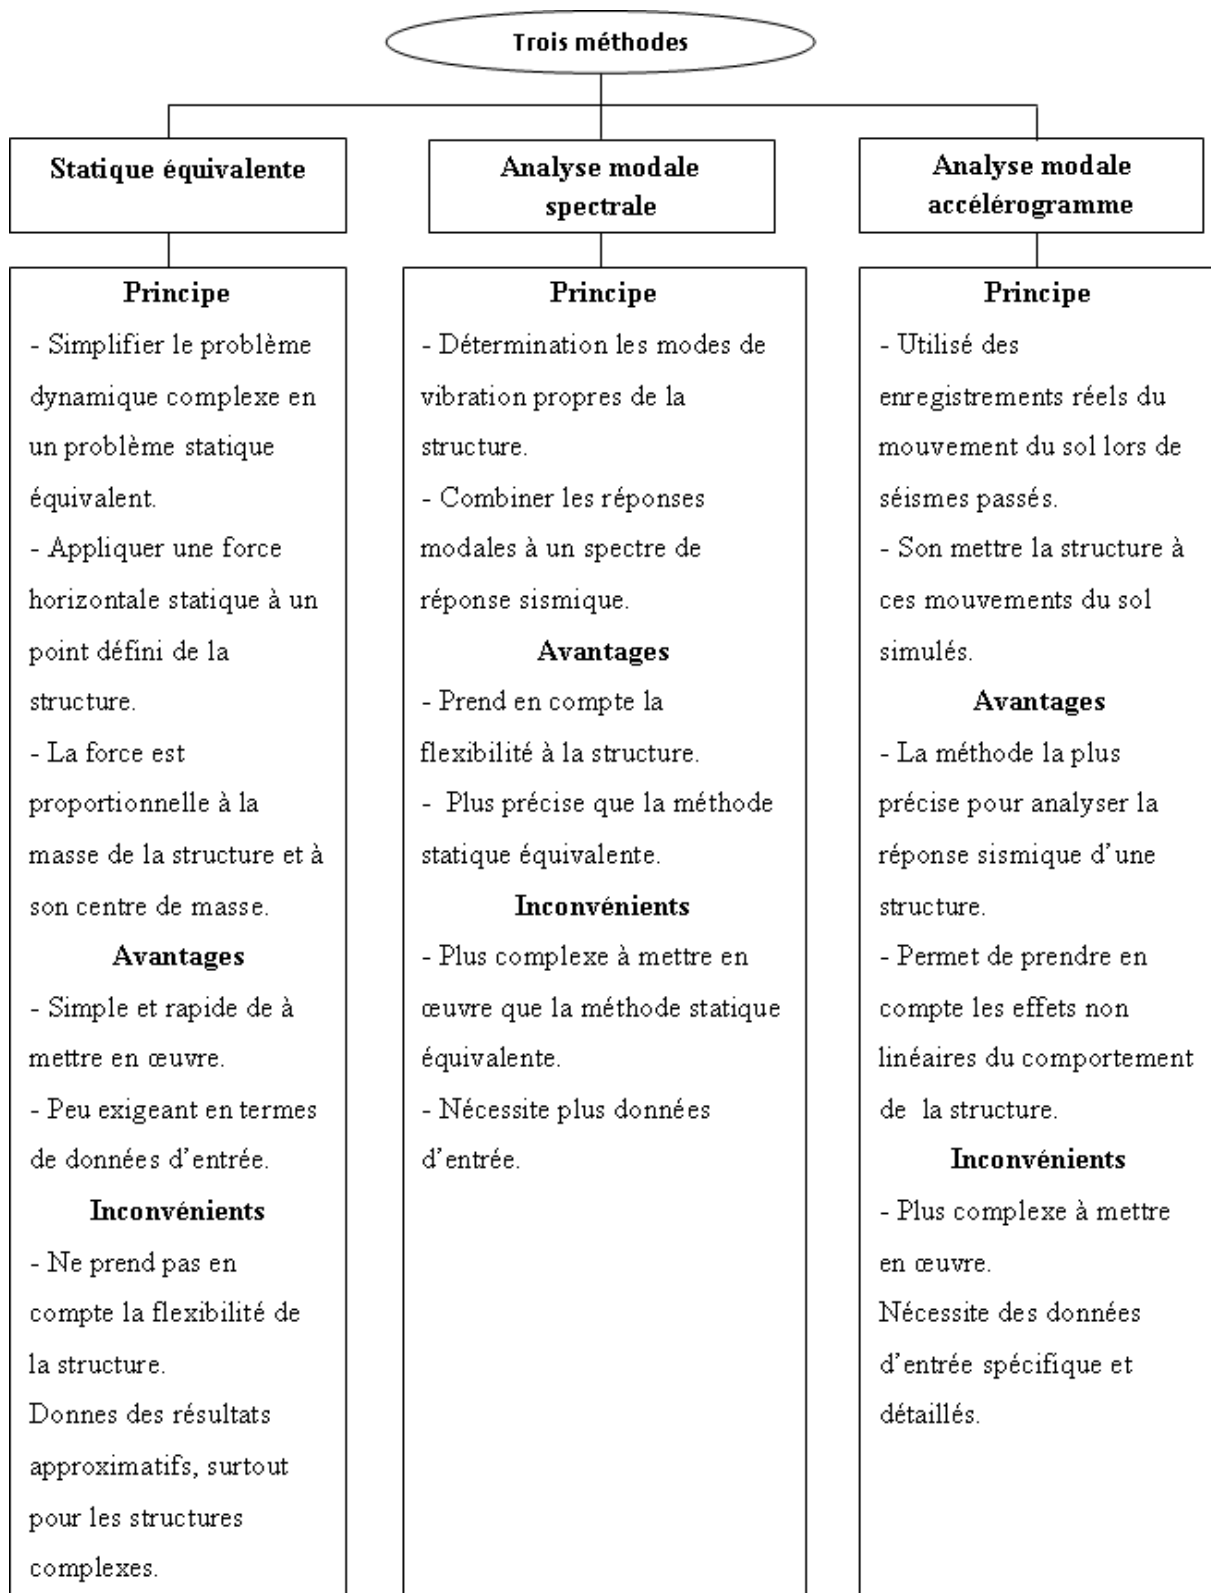 Trois méthodes
Statique équivalente
Analyse modale
spectrale
Analyse modale
accélérogramme
Principe
- Simplifier le problème
dynamique complexe en
un problème statique
équivalent.
- Appliquer une force
horizontale statique à un
point défini de la
structure.
- La force est
proportionnelle à la
masse de la structure et à
son centre de masse.
Avantages
- Simple et rapide de à
mettre en œuvre.
- Peu exigeant en termes
de données d'entrée.
Inconvénients
- Ne prend pas en
compte la flexibilité de
la structure.
Donnes des résultats
approximatifs, surtout
pour les structures
complexes.
Principe
- Détermination les modes de
vibration propres de la
structure.
- Combiner les réponses
modales à un spectre de
réponse sismique.
Avantages
- Prend en compte la
flexibilité à la structure.
- Plus précise que la méthode
statique équivalente.
Inconvénients
- Plus complexe à mettre en
œuvre que la méthode statique
équivalente.
- Nécessite plus données
d'entrée.
Principe
- Utilisé des
enregistrements réels du
mouvement du sol lors de
séismes passés.
- Son mettre la structure à
ces mouvements du sol
simulés.
Avantages
- La méthode la plus
précise pour analyser la
réponse sismique d'une
structure.
- Permet de prendre en
compte les effets non
linéaires du comportement
de la structure.
Inconvénients
- Plus complexe à mettre
en œuvre.
Nécessite des données
d'entrée spécifique et
détaillés.